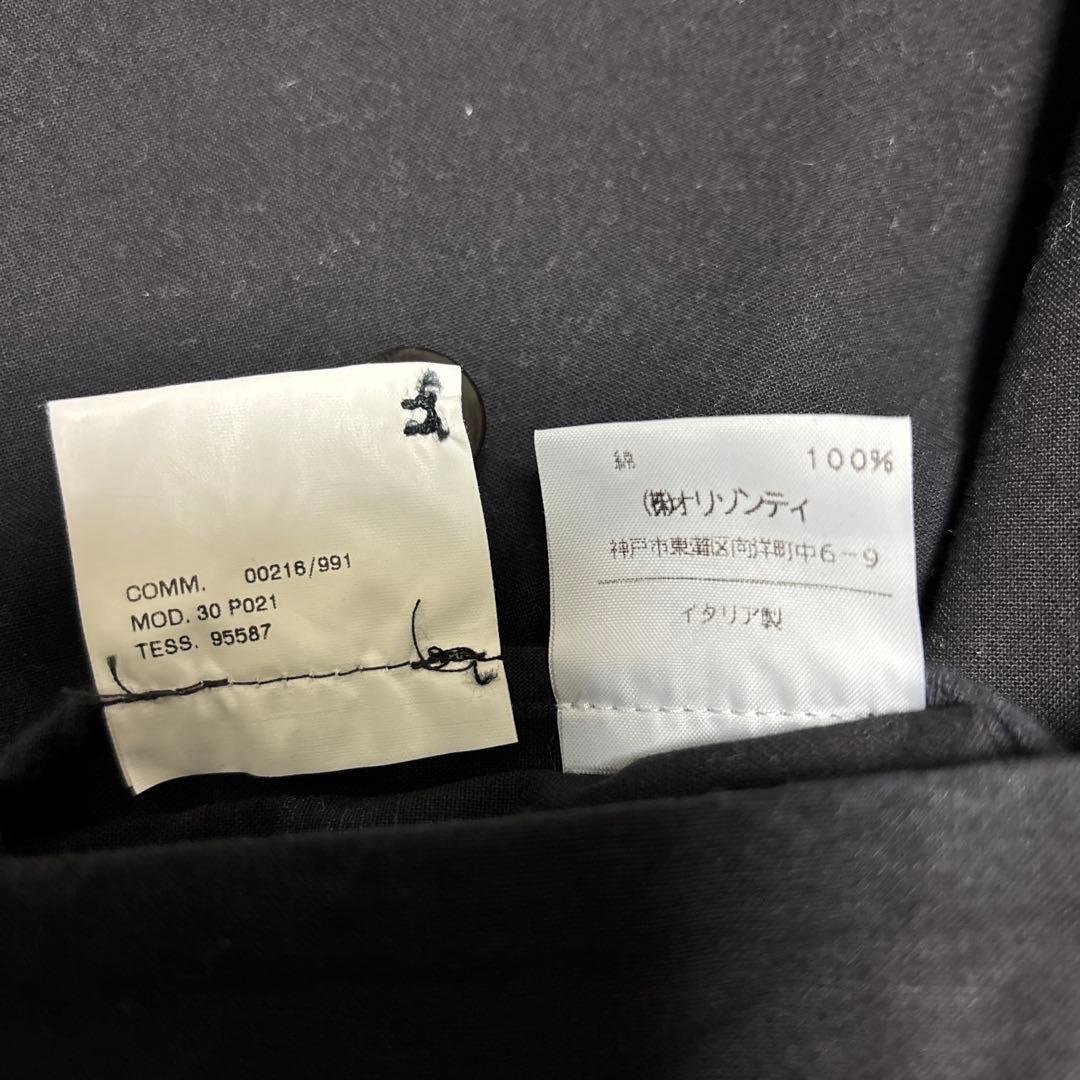 COMM. 00216/991
MOD. 30 P021
TESS. 95587
綿 100%
(株)オリゾンティ
神戸市東灘区向洋町中6-9
イタリア製